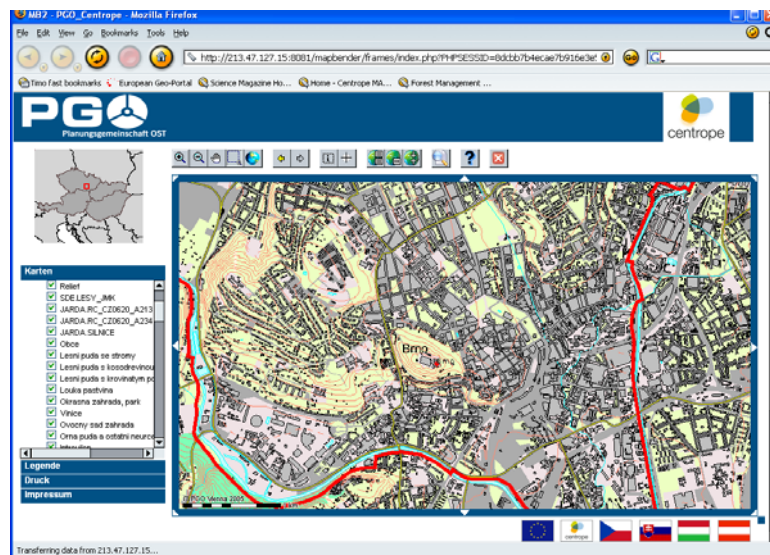 MB2 - PGO_Centrope - Mozilla Firefox
File Edit View Go Bookmarks Tools Help
http://213.47.127.15:8081/mapbender/frames/index.php?PHPSESSID=8dcbb7b4ecae7b916e3e
Timo fast bookmarks European Geo-Portal Science Magazine Ho... Home - Centrope MA... Forest Management ...
PGO
Planungsgemeinschaft OST
centrope
Karten
Relief
SDE.LESY_JMK
JARDA.RC_CZ0620_A213
JARDA.RC_CZ0620_A234
JARDA.SILNICE
Obce
Lesni puda se stromy
Lesni puda s kosodrevinou
Lesni puda s krovinatym po
Louka pastvina
Okrasna zahrada, park
Vinice
Ovocny sad zahrada
Orna puda a ostatni neurce
Legende
Druck
Impressum
Brno
© PGO Vienna 2005
centrope
Transferring data from 213.47.127.15...